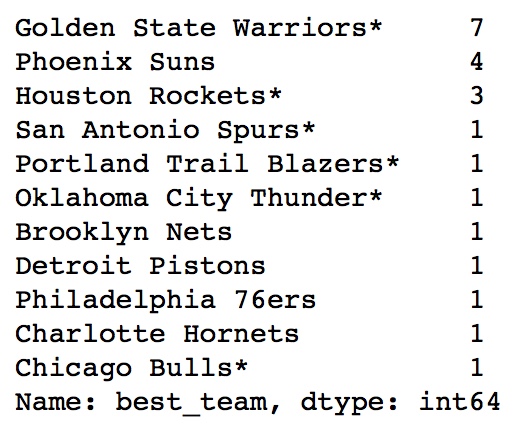 Golden State Warriors*     7
Phoenix Suns               4
Houston Rockets*           3
San Antonio Spurs*         1
Portland Trail Blazers*    1
Oklahoma City Thunder*     1
Brooklyn Nets              1
Detroit Pistons            1
Philadelphia 76ers         1
Charlotte Hornets          1
Chicago Bulls*             1
Name: best_team, dtype: int64